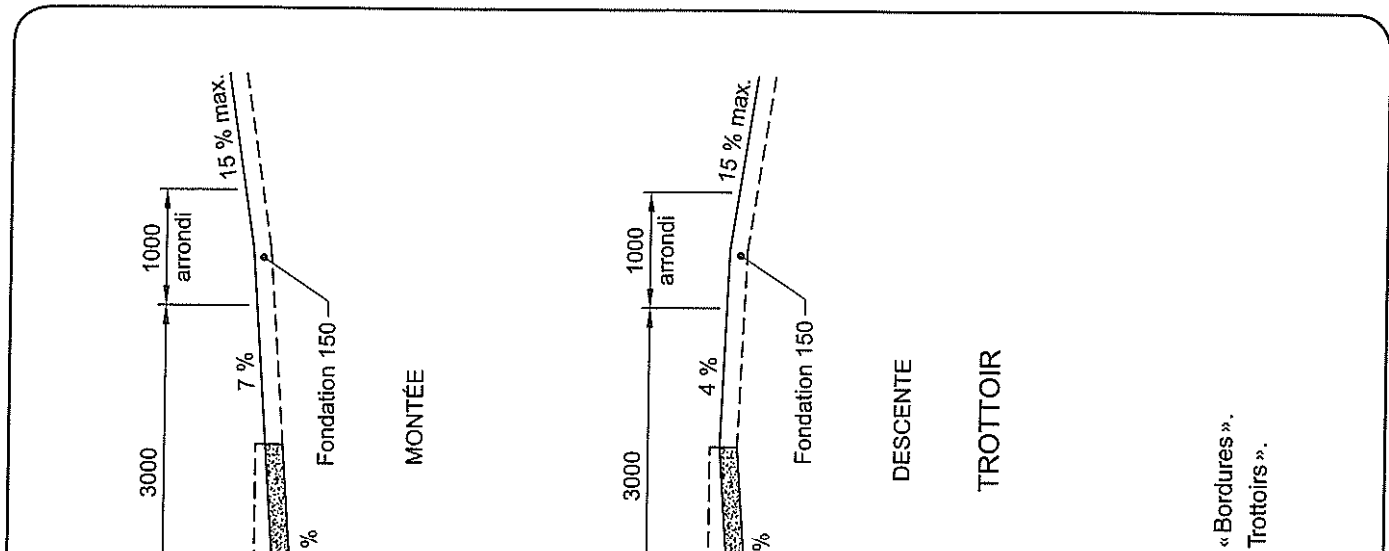 3000
1000
arrondi
7 %
15 % max.
Fondation 150
%
MONTÉE
3000
1000
arrondi
4 %
15 % max.
Fondation 150
%
DESCENTE
TROTTOIR
« Bordures ».
Trottoirs ».